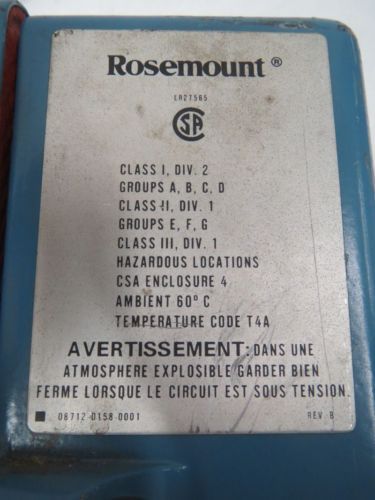 Rosemount®
LR27565
CSA
CLASS I, DIV. 2
GROUPS A, B, C, D
CLASS II, DIV. 1
GROUPS E, F, G
CLASS III, DIV. 1
HAZARDOUS LOCATIONS
CSA ENCLOSURE 4
AMBIENT 60° C
TEMPERATURE CODE T4A
AVERTISSEMENT: DANS UNE
ATMOSPHERE EXPLOSIBLE GARDER BIEN
FERME LORSQUE LE CIRCUIT EST SOUS TENSION.
■ 08712-0158-0001 REV. B